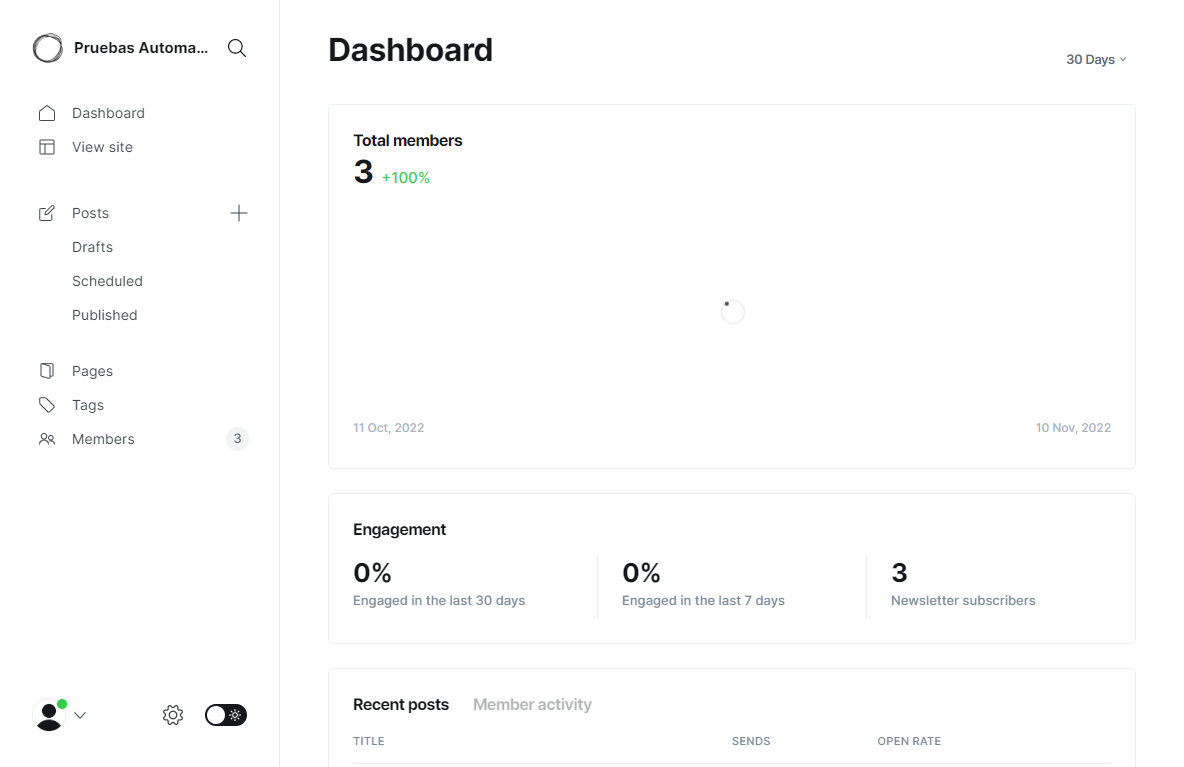 Pruebas Automa...
Dashboard
View site
Posts
Drafts
Scheduled
Published
Pages
Tags
Members 3
Dashboard
30 Days
Total members
3 +100%
11 Oct, 2022 10 Nov, 2022
Engagement
0% 0% 3
Engaged in the last 30 days Engaged in the last 7 days Newsletter subscribers
Recent posts Member activity
TITLE SENDS OPEN RATE